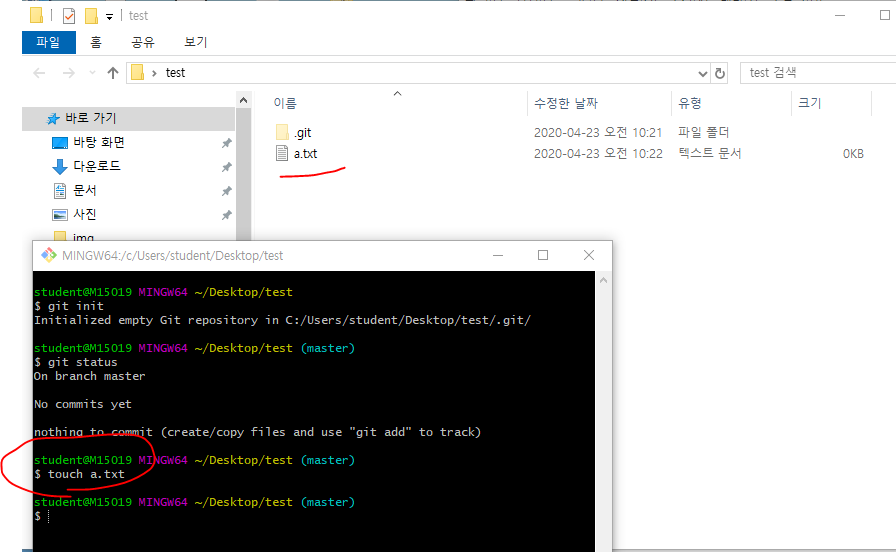 test
파일 홈 공유 보기
test
test 검색
이름 수정한 날짜 유형 크기
바로 가기
바탕 화면
다운로드
문서
사진
img
.git 2020-04-23 오전 10:21 파일 폴더
a.txt 2020-04-23 오전 10:22 텍스트 문서 0KB
MINGW64:/c/Users/student/Desktop/test
student@M15019 MINGW64 ~/Desktop/test
$ git init
Initialized empty Git repository in C:/Users/student/Desktop/test/.git/
student@M15019 MINGW64 ~/Desktop/test (master)
$ git status
On branch master
No commits yet
nothing to commit (create/copy files and use "git add" to track)
student@M15019 MINGW64 ~/Desktop/test (master)
$ touch a.txt
student@M15019 MINGW64 ~/Desktop/test (master)
$